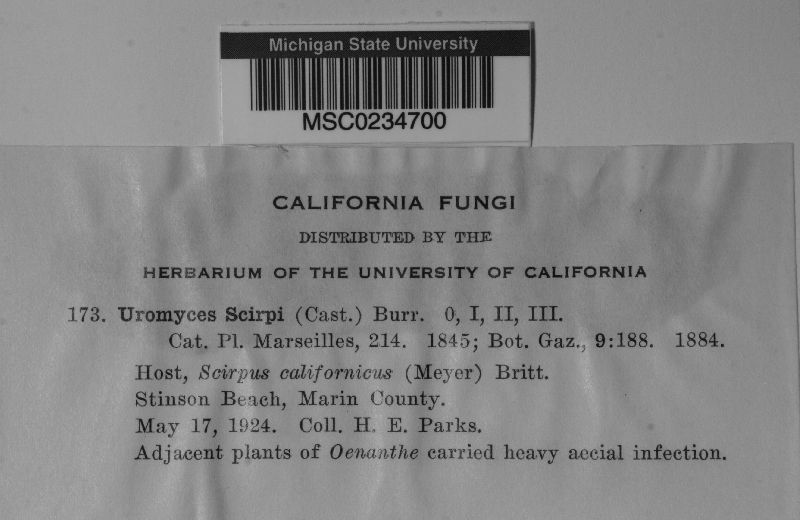 Michigan State University
MSC0234700
CALIFORNIA FUNGI
DISTRIBUTED BY THE
HERBARIUM OF THE UNIVERSITY OF CALIFORNIA
173. Uromyces Scirpi (Cast.) Burr. 0, I, II, III.
Cat. Pl. Marseilles, 214. 1845; Bot. Gaz., 9:188. 1884.
Host, Scirpus californicus (Meyer) Britt.
Stinson Beach, Marin County.
May 17, 1924. Coll. H. E. Parks.
Adjacent plants of Oenanthe carried heavy aecial infection.